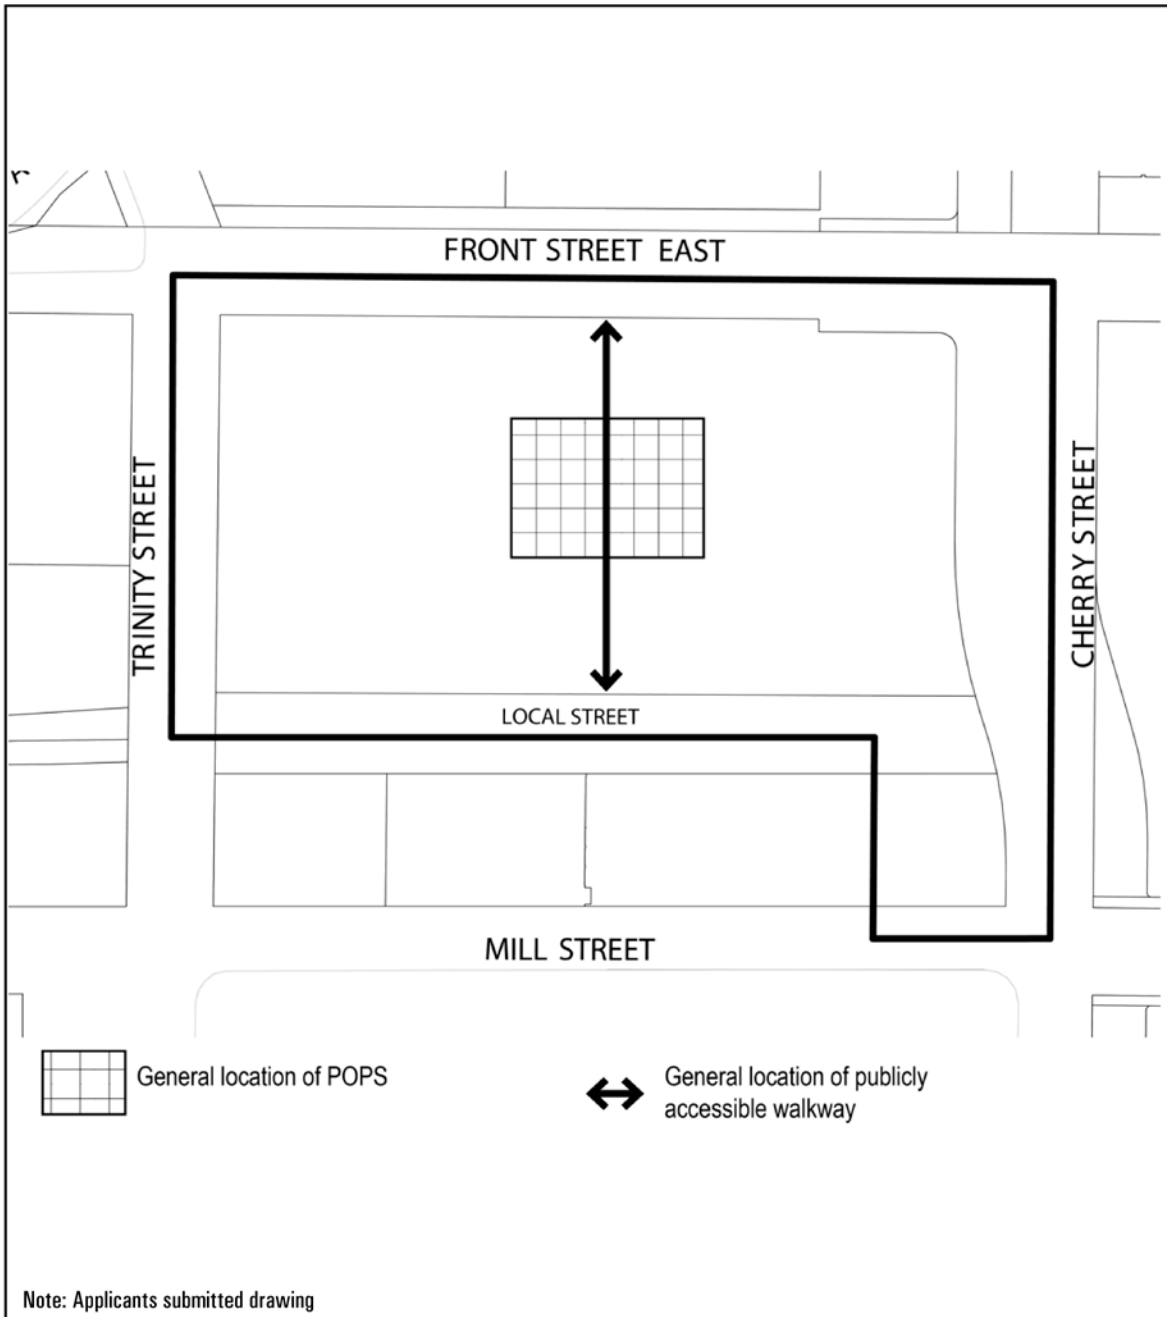 FRONT STREET EAST
TRINITY STREET
CHERRY STREET
LOCAL STREET
MILL STREET
General location of POPS
General location of publicly
accessible walkway
Note: Applicants submitted drawing